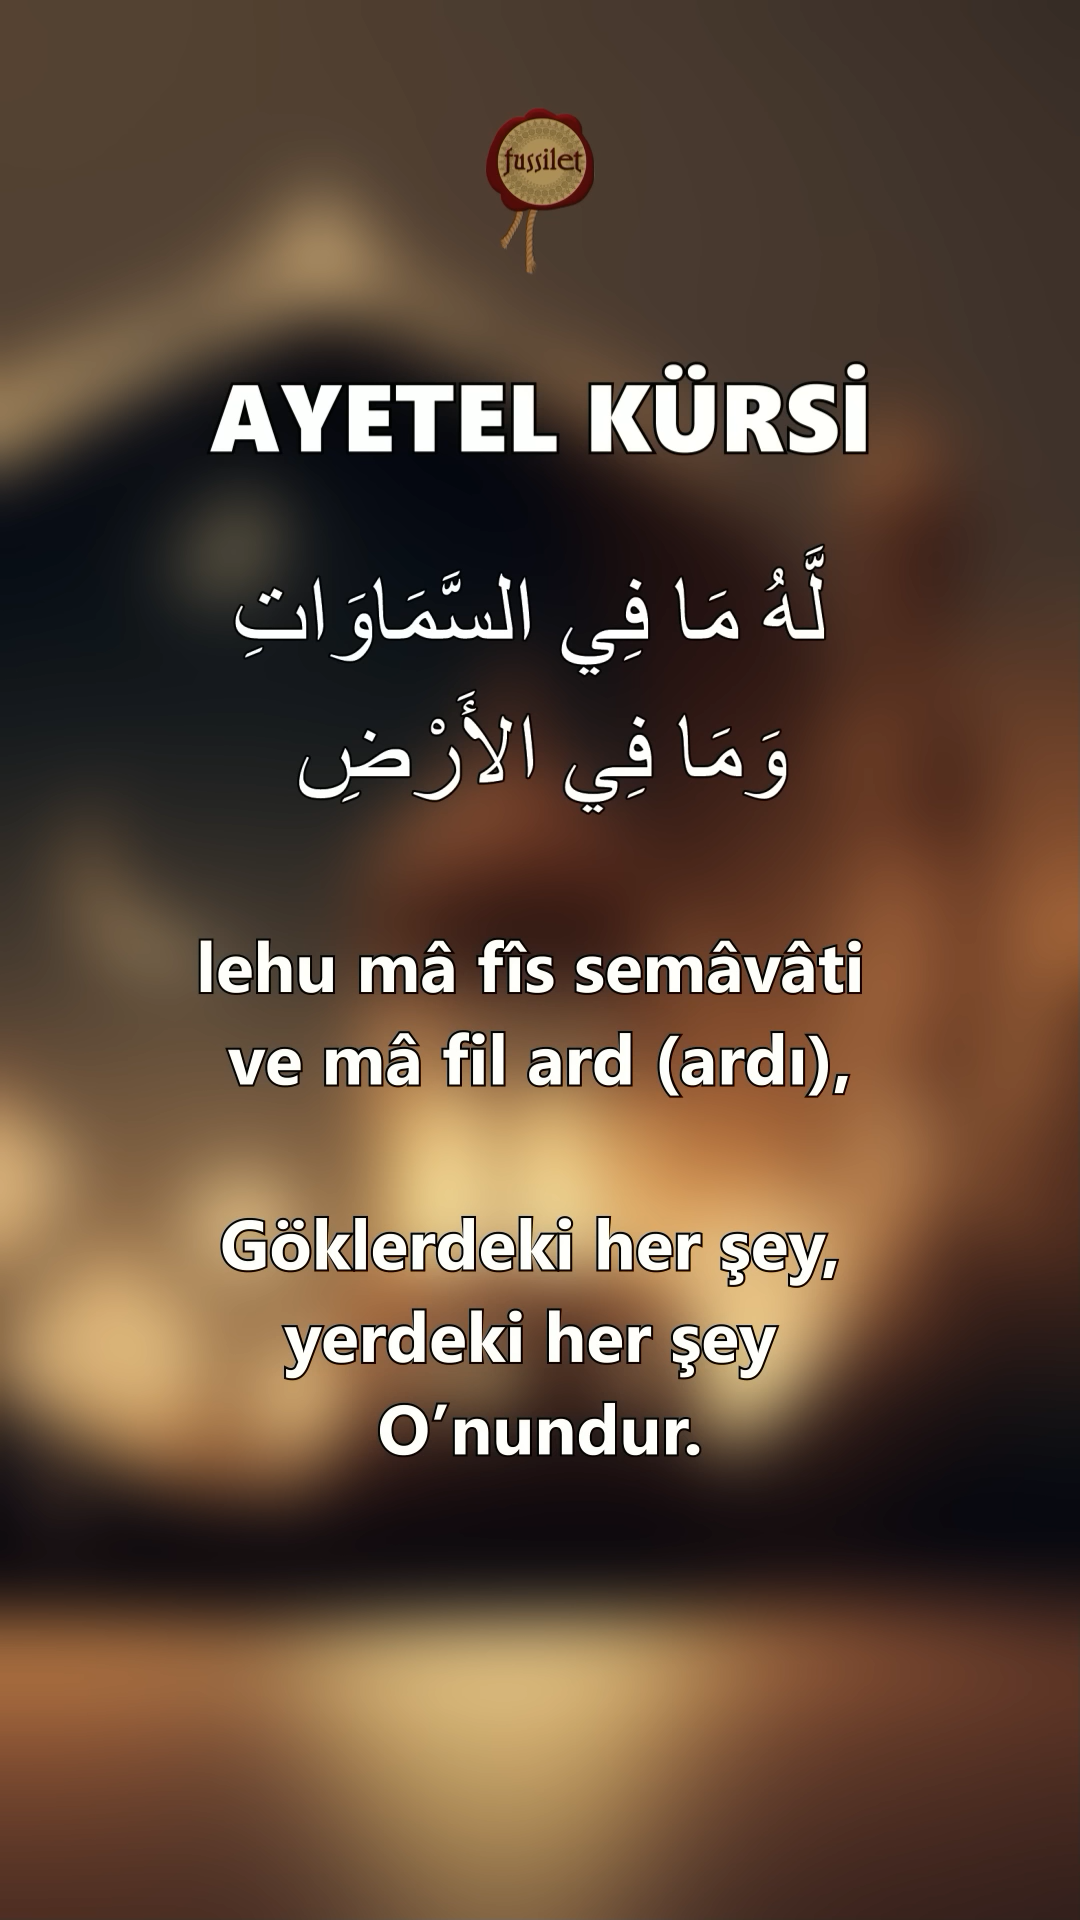 fussilet
AYETEL KÜRSİ
لَّهُ مَا فِي السَّمَاوَاتِ
وَمَا فِي الأَرْضِ
lehu mâ fîs semâvâti
ve mâ fil ard (ardı),
Göklerdeki her şey,
yerdeki her şey
O’nundur.